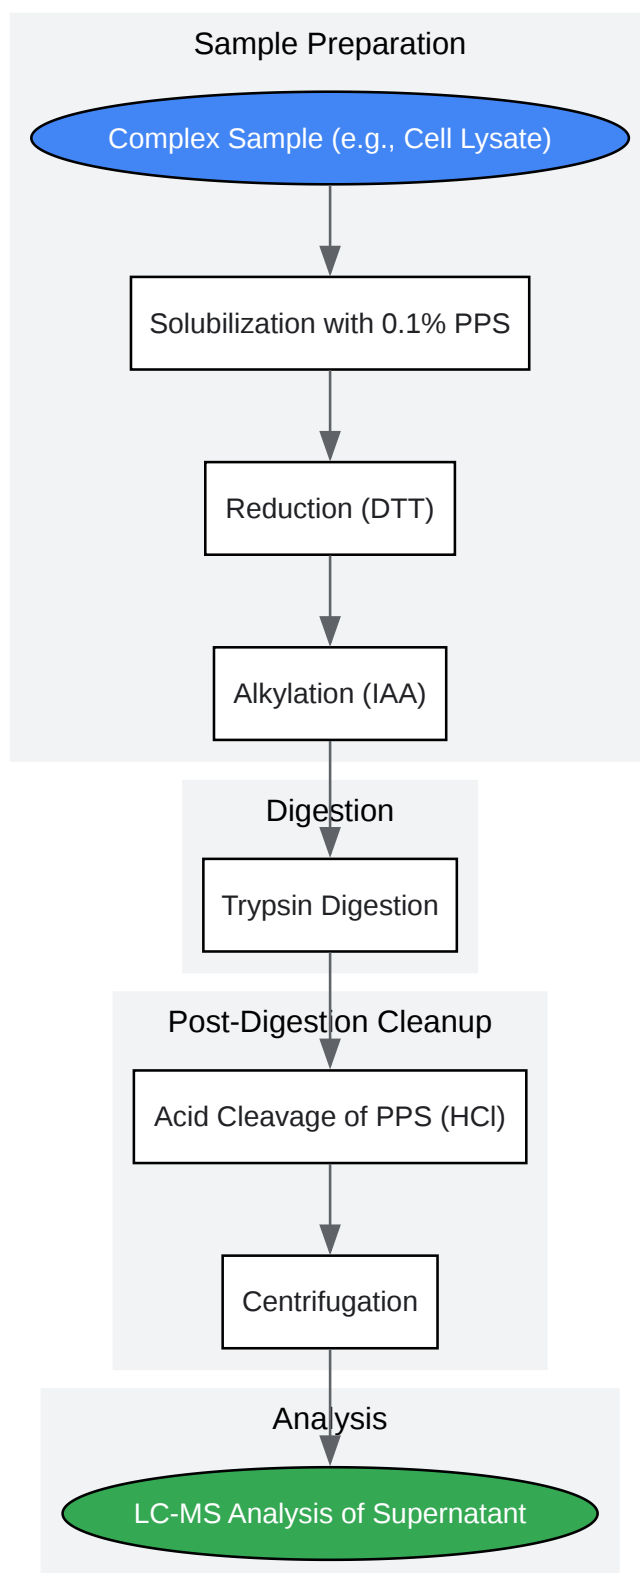 Sample Preparation
Complex Sample (e.g., Cell Lysate)
Solubilization with 0.1% PPS
Reduction (DTT)
Alkylation (IAA)
Digestion
Trypsin Digestion
Post-Digestion Cleanup
Acid Cleavage of PPS (HCl)
Centrifugation
Analysis
LC-MS Analysis of Supernatant